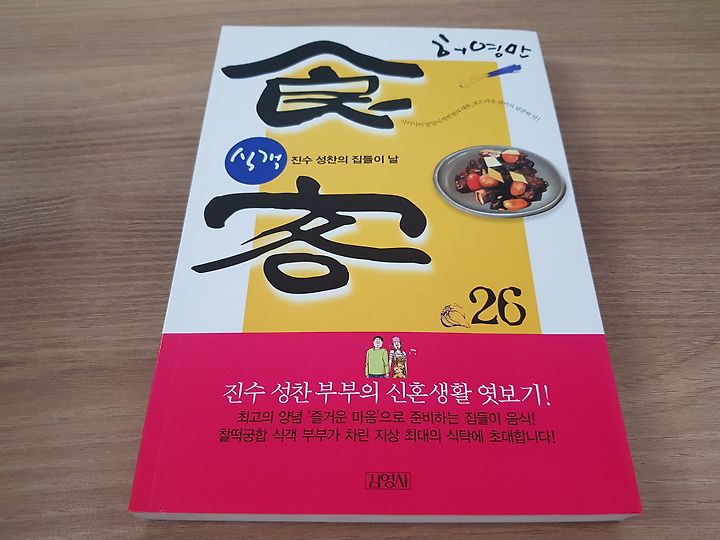 허영만
食
식객 진수 성찬의 집들이 날
客
26
진수 성찬 부부의 신혼생활 엿보기!
최고의 양념 '즐거운 마음'으로 준비하는 집들이 음식!
찰떡궁합 식객 부부가 차린 지상 최대의 식탁에 초대합니다!
김영사